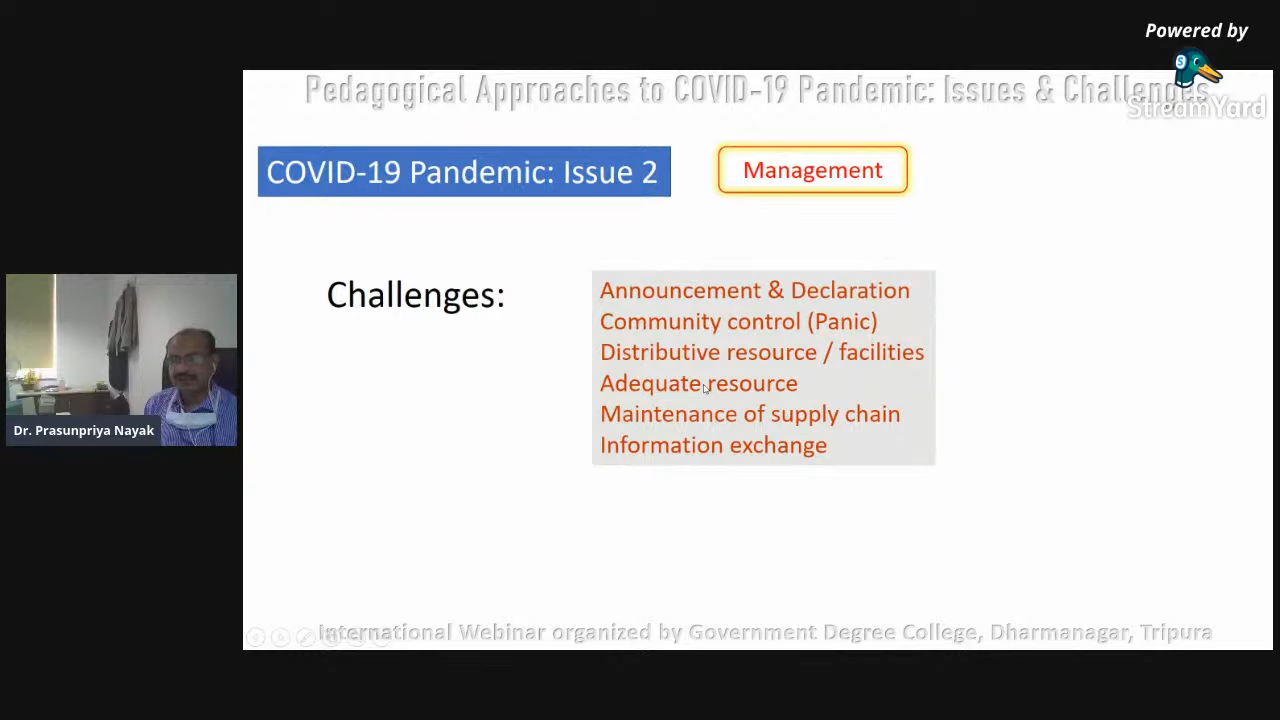 Powered by
StreamYard
Pedagogical Approaches to COVID-19 Pandemic: Issues & Challenges
COVID-19 Pandemic: Issue 2
Management
Challenges:
Announcement & Declaration
Community control (Panic)
Distributive resource / facilities
Adequate resource
Maintenance of supply chain
Information exchange
Dr. Prasunpriya Nayak
International Webinar organized by Government Degree College, Dharmanagar, Tripura